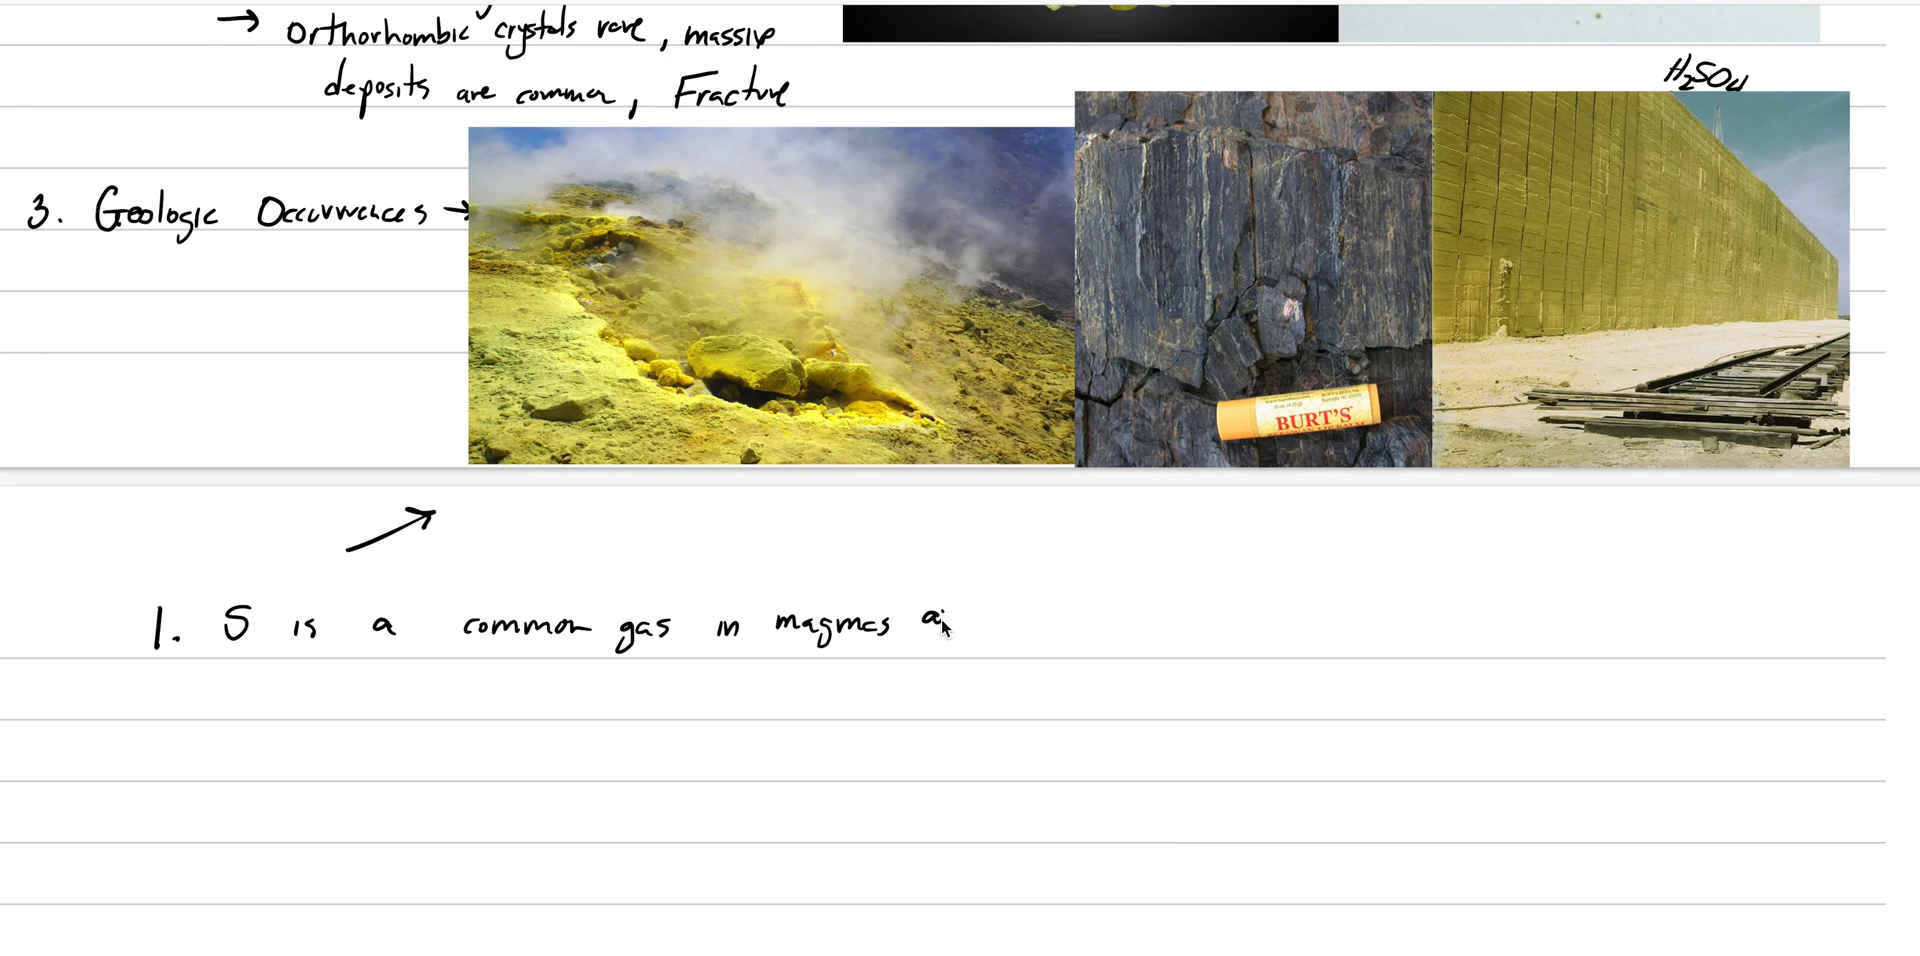 → Orthorhombic crystals rare, massive
deposits are common, Fracture
H₂SO₄
3. Geologic Occurrences →
BURT'S
1. S is a common gas in magmas a